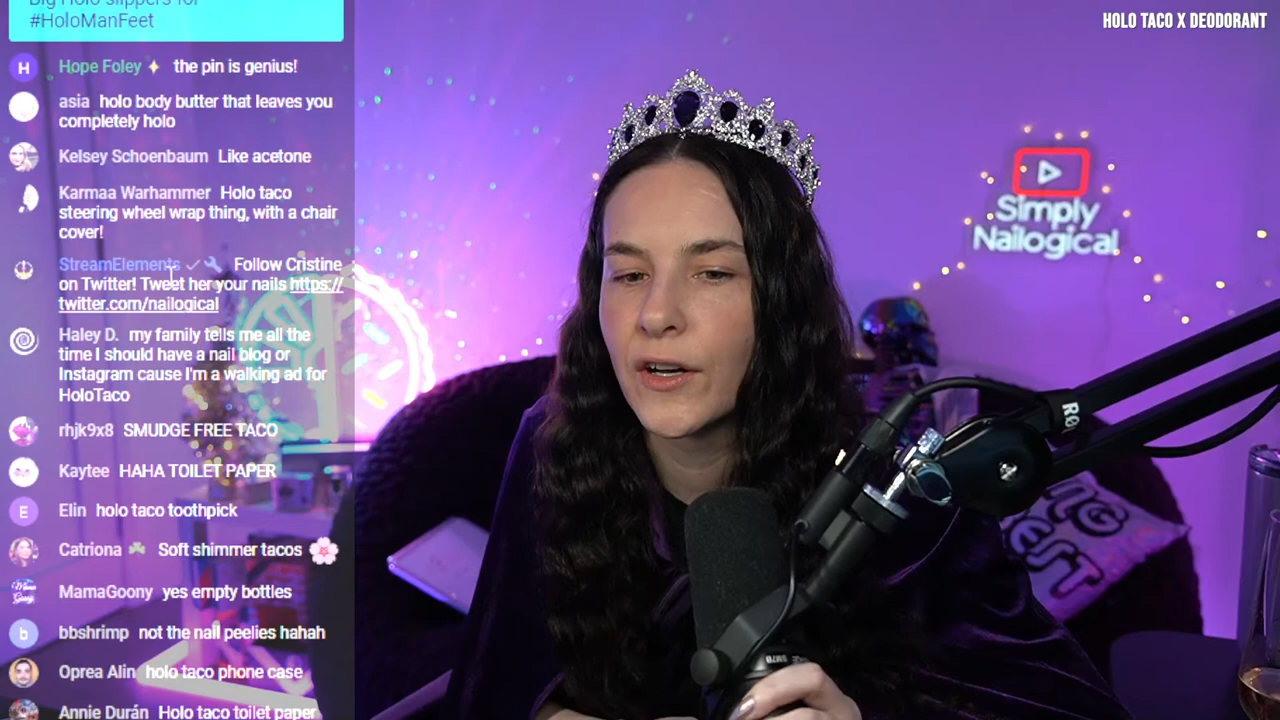 Big Holo slippers for
#HoloManFeet
Hope Foley the pin is genius!
asia holo body butter that leaves you
completely holo
Kelsey Schoenbaum Like acetone
Karmaa Warhammer Holo taco
steering wheel wrap thing, with a chair
cover!
StreamElements Follow Cristine
on Twitter! Tweet her your nails https://
twitter.com/nailogical
Haley D. my family tells me all the
time I should have a nail blog or
Instagram cause I'm a walking ad for
HoloTaco
rhjk9x8 SMUDGE FREE TACO
Kaytee HAHA TOILET PAPER
E
Elin holo taco toothpick
Catriona Soft shimmer tacos
MamaGoony yes empty bottles
b
bbshrimp not the nail peelies hahah
Oprea Alin holo taco phone case
Annie Durán Holo taco toilet paper
H
HOLO TACO X DEODORANT
Simply
Nailogical